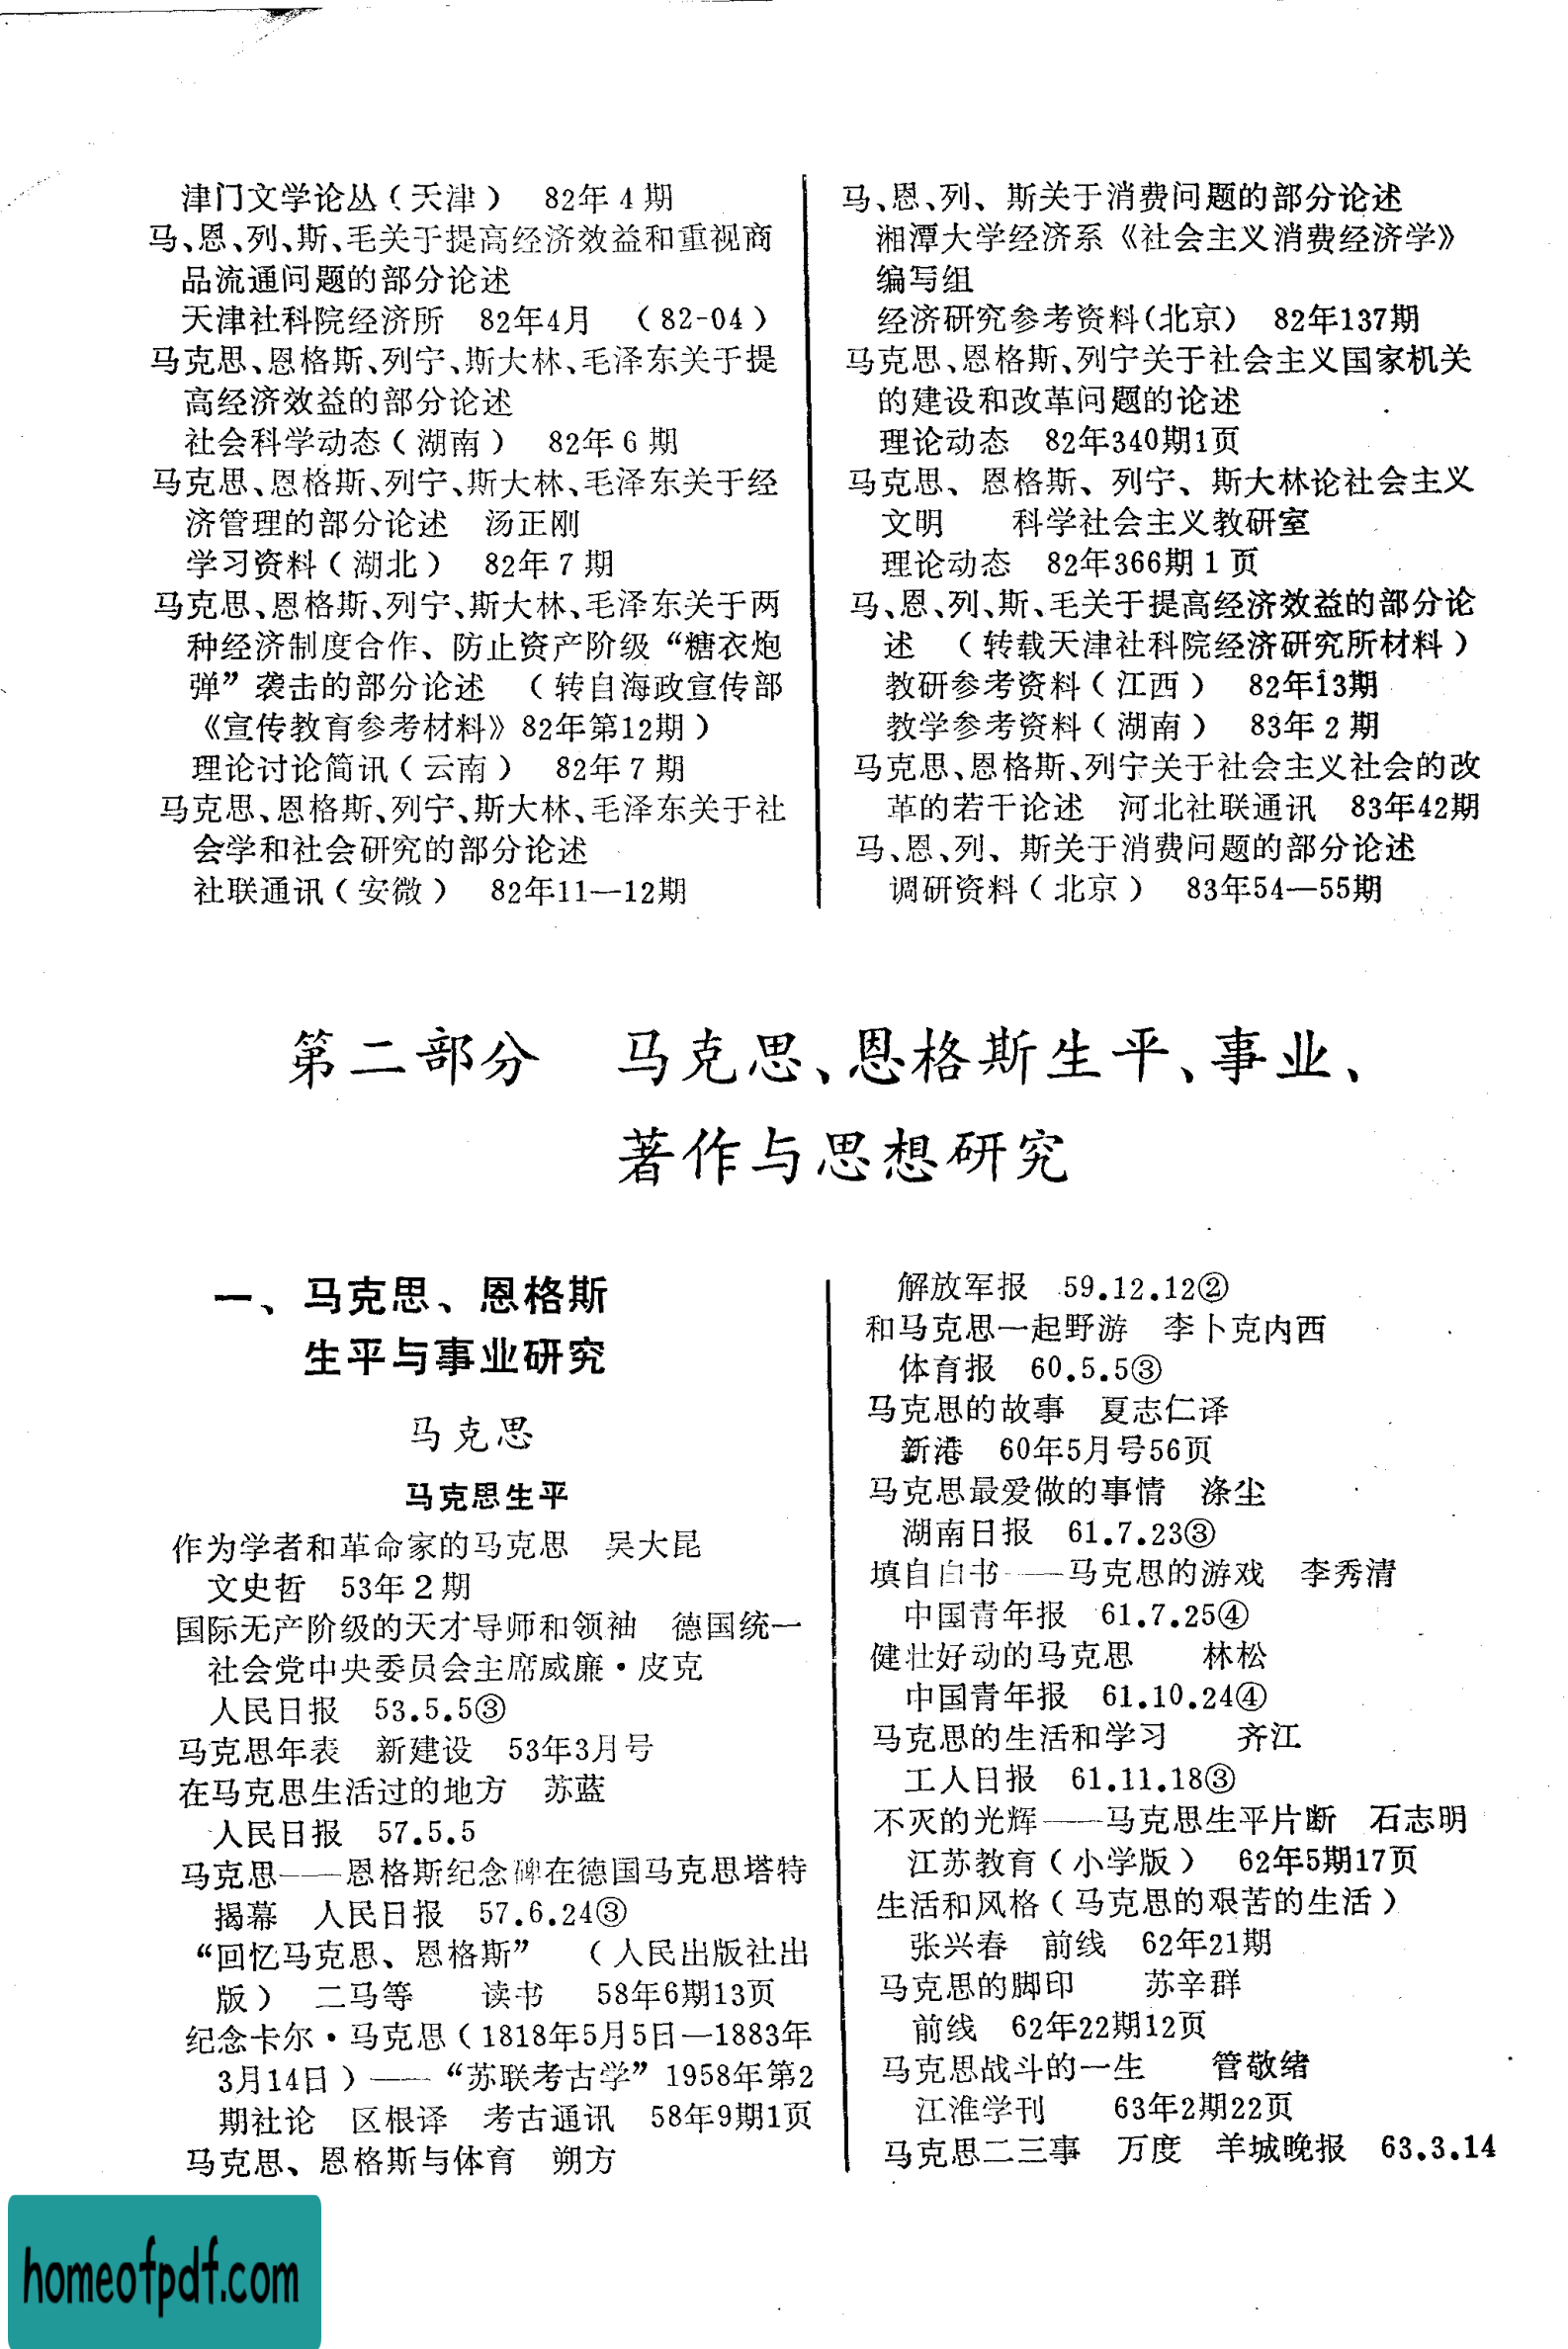 津门文学论丛（天津） 82年4期
马、恩、列、斯、毛关于提高经济效益和重视商
品流通问题的部分论述
天津社科院经济所 82年4月 （82-04）
马克思、恩格斯、列宁、斯大林、毛泽东关于提
高经济效益的部分论述
社会科学动态（湖南） 82年6期
马克思、恩格斯、列宁、斯大林、毛泽东关于经
济管理的部分论述 汤正刚
学习资料（湖北） 82年7期
马克思、恩格斯、列宁、斯大林、毛泽东关于两
种经济制度合作、防止资产阶级“糖衣炮
弹”袭击的部分论述 （转自海政宣传部
《宣传教育参考材料》82年第12期）
理论讨论简讯（云南） 82年7期
马克思、恩格斯、列宁、斯大林、毛泽东关于社
会学和社会研究的部分论述
社联通讯（安微） 82年11—12期
马、恩、列、斯关于消费问题的部分论述
湘潭大学经济系《社会主义消费经济学》
编写组
经济研究参考资料（北京） 82年137期
马克思、恩格斯、列宁关于社会主义国家机关
的建设和改革问题的论述
理论动态 82年340期1页
马克思、恩格斯、列宁、斯大林论社会主义
文明 科学社会主义教研室
理论动态 82年366期1页
马、恩、列、斯、毛关于提高经济效益的部分论
述 （转载天津社科院经济研究所材料）
教研参考资料（江西） 82年13期
教学参考资料（湖南） 83年2期
马克思、恩格斯、列宁关于社会主义社会的改
革的若干论述 河北社联通讯 83年42期
马、恩、列、斯关于消费问题的部分论述
调研资料（北京） 83年54—55期
第二部分 马克思、恩格斯生平、事业、
著作与思想研究
一、马克思、恩格斯
生平与事业研究
马克思
马克思生平
作为学者和革命家的马克思 吴大昆
文史哲 53年2期
国际无产阶级的天才导师和领袖 德国统一
社会党中央委员会主席威廉·皮克
人民日报 53.5.5③
马克思年表 新建设 53年3月号
在马克思生活过的地方 苏蓝
人民日报 57.5.5
马克思——恩格斯纪念碑在德国马克思塔特
揭幕 人民日报 57.6.24③
“回忆马克思、恩格斯” （人民出版社出
版） 二马等 读书 58年6期13页
纪念卡尔·马克思（1818年5月5日—1883年
3月14日）——“苏联考古学”1958年第2
期社论 区根译 考古通讯 58年9期1页
马克思、恩格斯与体育 朔方
解放军报 59.12.12②
和马克思一起野游 李卜克内西
体育报 60.5.5③
马克思的故事 夏志仁译
新港 60年5月号56页
马克思最爱做的事情 涤尘
湖南日报 61.7.23③
填自白书——马克思的游戏 李秀清
中国青年报 61.7.25④
健壮好动的马克思 林松
中国青年报 61.10.24④
马克思的生活和学习 齐江
工人日报 61.11.18③
不灭的光辉——马克思生平片断 石志明
江苏教育（小学版） 62年5期17页
生活和风格（马克思的艰苦的生活）
张兴春 前线 62年21期
马克思的脚印 苏辛群
前线 62年22期12页
马克思战斗的一生 管敬绪
江淮学刊 63年2期22页
马克思二三事 万度 羊城晚报 63.3.14
homeofpdf.com